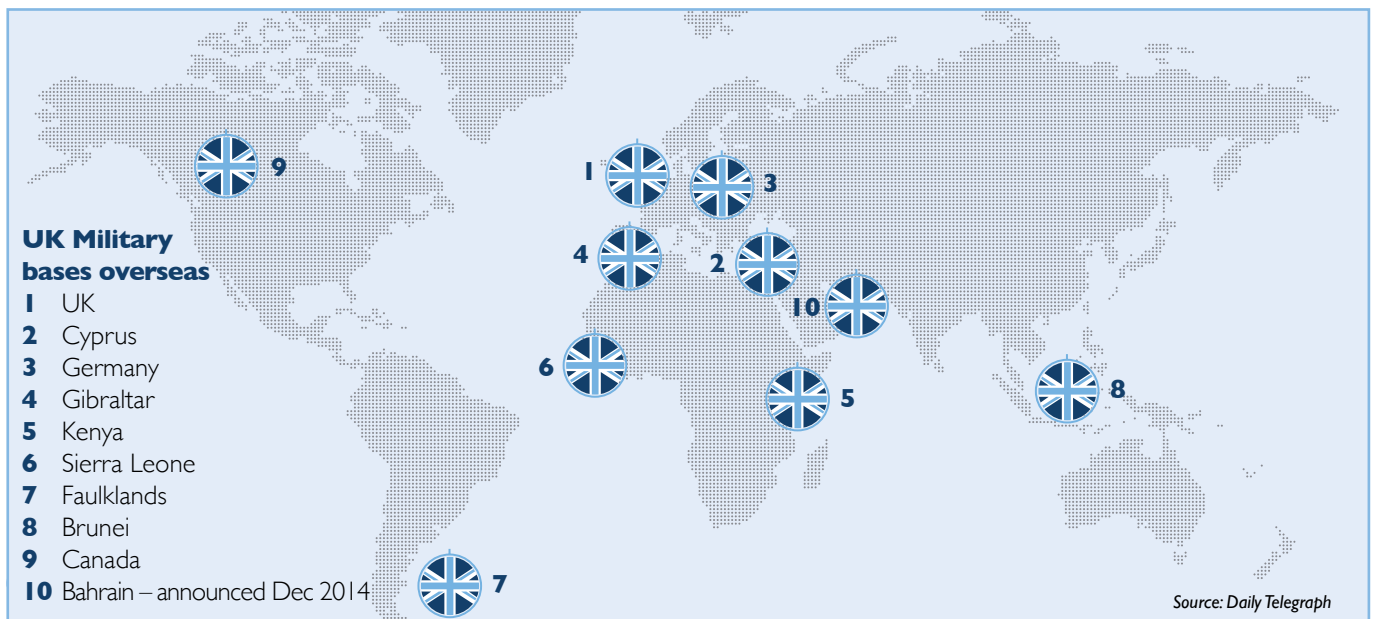 UK Military
bases overseas
1 UK
2 Cyprus
3 Germany
4 Gibraltar
5 Kenya
6 Sierra Leone
7 Faulklands
8 Brunei
9 Canada
10 Bahrain – announced Dec 2014
9
1
3
4
2
10
6
5
8
7
Source: Daily Telegraph